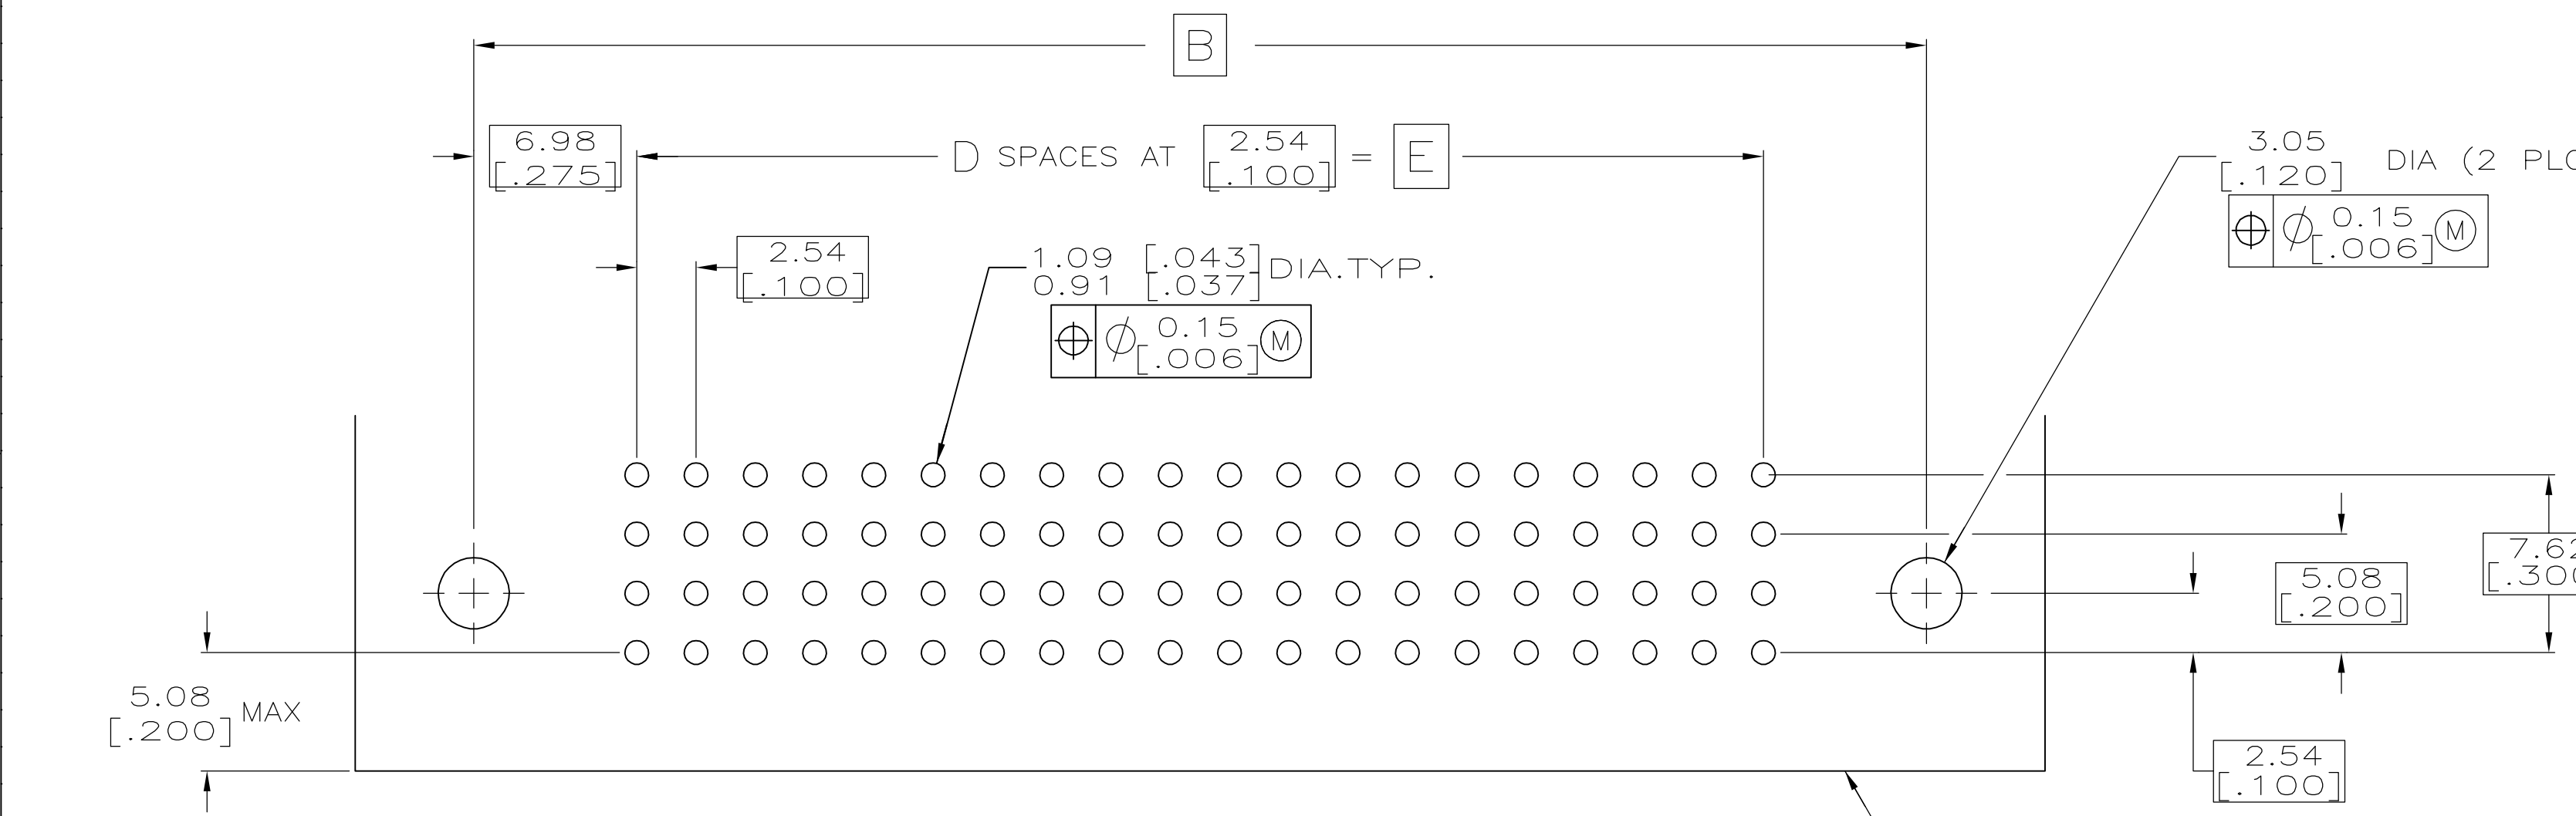 B
6.98
[.275]
D SPACES AT 2.54 = E
[.100]
3.05
[.120]
DIA (2
2.54
[.100]
1.09 [.043]
0.91 [.037]
DIA.TYP.
⌖ ⌀ 0.15 Ⓜ
[.006]
⌖ ⌀ 0.15 Ⓜ
[.006]
[.300
5.08
[.200]
5.08
[.200] MAX
2.54
[.100]